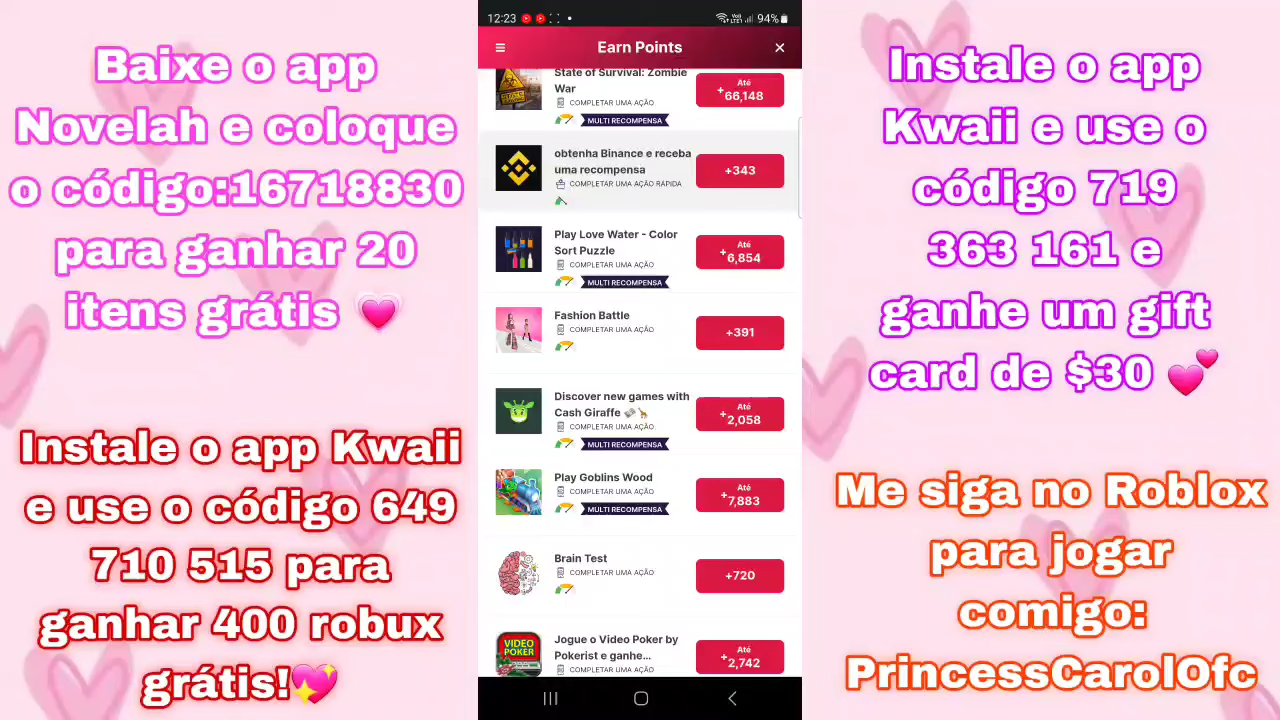 Baixe o app
Novelah e coloque
o código:16718830
para ganhar 20
itens grátis 💗
Instale o app Kwaii
e use o código 649
710 515 para
ganhar 400 robux
grátis!💖
12:23
94%
Earn Points
State of Survival: Zombie
War
COMPLETAR UMA AÇÃO
MULTI RECOMPENSA
Até
+66,148
obtenha Binance e receba
uma recompensa
COMPLETAR UMA AÇÃO RÁPIDA
+343
Play Love Water - Color
Sort Puzzle
COMPLETAR UMA AÇÃO
MULTI RECOMPENSA
Até
+6,854
Fashion Battle
COMPLETAR UMA AÇÃO
+391
Discover new games with
Cash Giraffe
COMPLETAR UMA AÇÃO
MULTI RECOMPENSA
Até
+2,058
Play Goblins Wood
COMPLETAR UMA AÇÃO
MULTI RECOMPENSA
Até
+7,883
Brain Test
COMPLETAR UMA AÇÃO
+720
VIDEO
POKER
Jogue o Video Poker by
Pokerist e ganhe...
COMPLETAR UMA AÇÃO
Até
+2,742
Instale o app
Kwaii e use o
código 719
363 161 e
ganhe um gift
card de $30 💕
Me siga no Roblox
para jogar
comigo:
PrincessCarolOfc